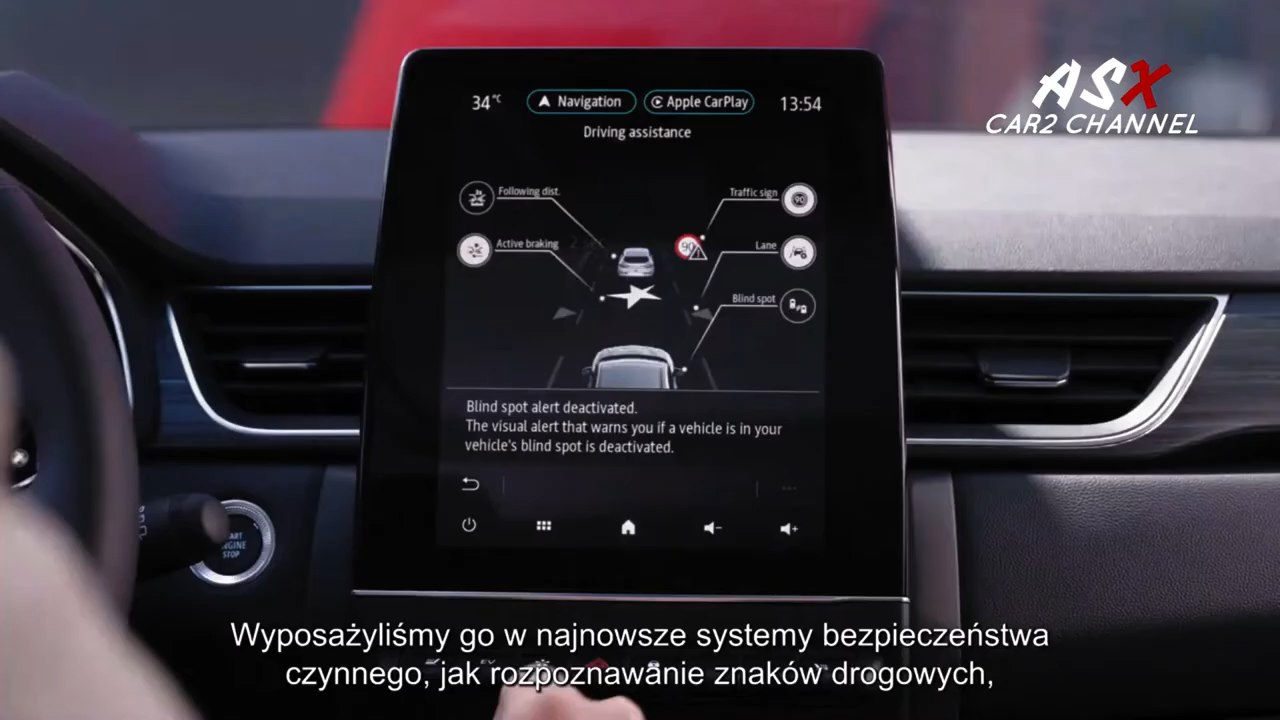 ASX
CAR2 CHANNEL
34°C
Navigation
Apple CarPlay
13:54
Driving assistance
Following dist.
Traffic sign
90
Active braking
90
Lane
Blind spot
Blind spot alert deactivated.
The visual alert that warns you if a vehicle is in your
vehicle's blind spot is deactivated.
START
ENGINE
STOP
Wyposażyliśmy go w najnowsze systemy bezpieczeństwa
czynnego, jak rozpoznawanie znaków drogowych,